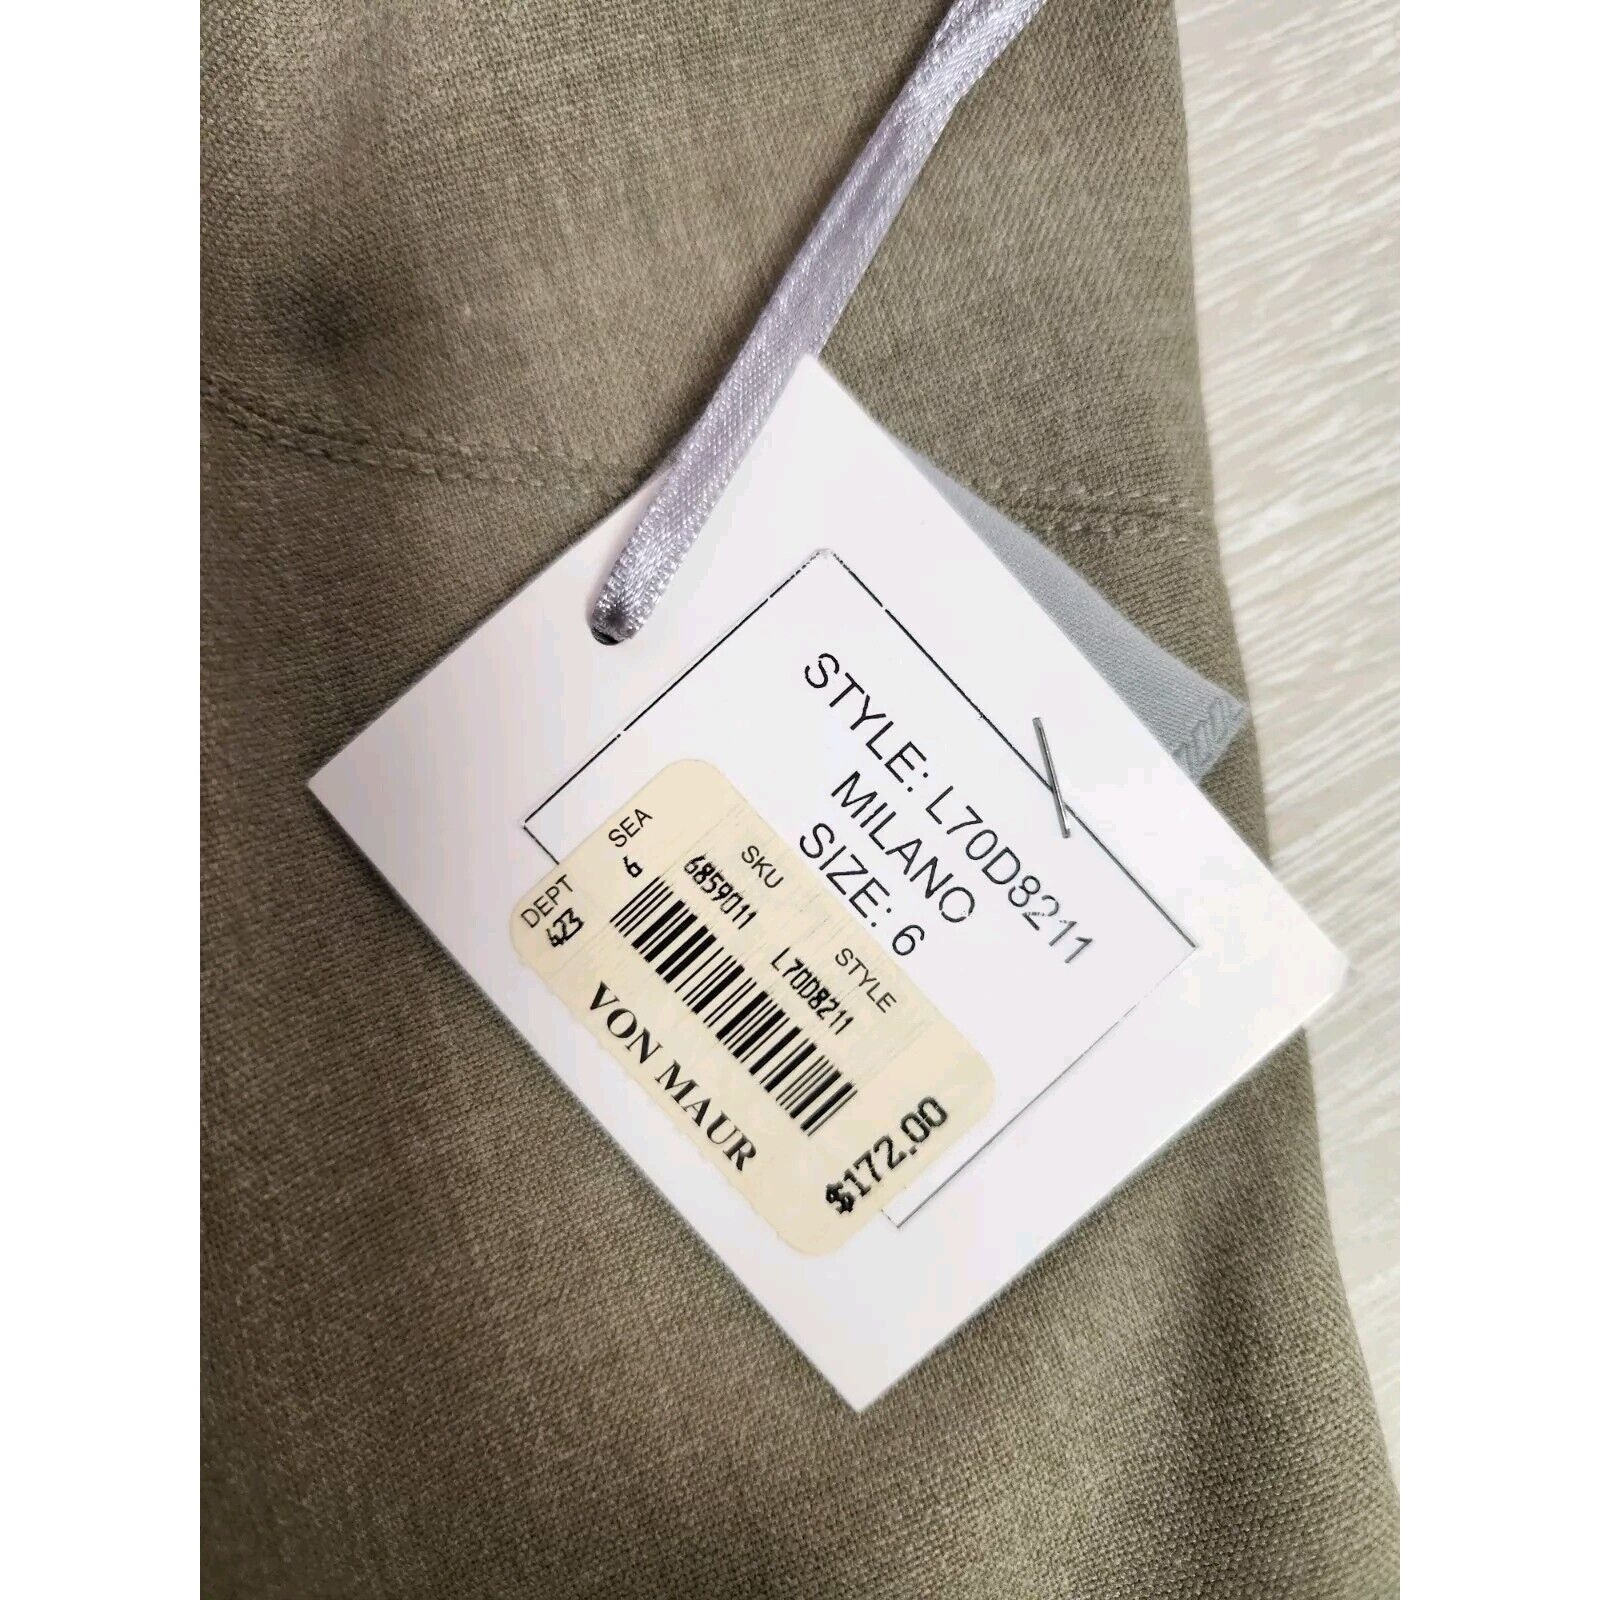 STYLE: L70D8211
MILANO
SIZE: 6
SEA
6
SKU
6859011
STYLE
L70D8211
DEPT
423
VON MAUR
$172.00